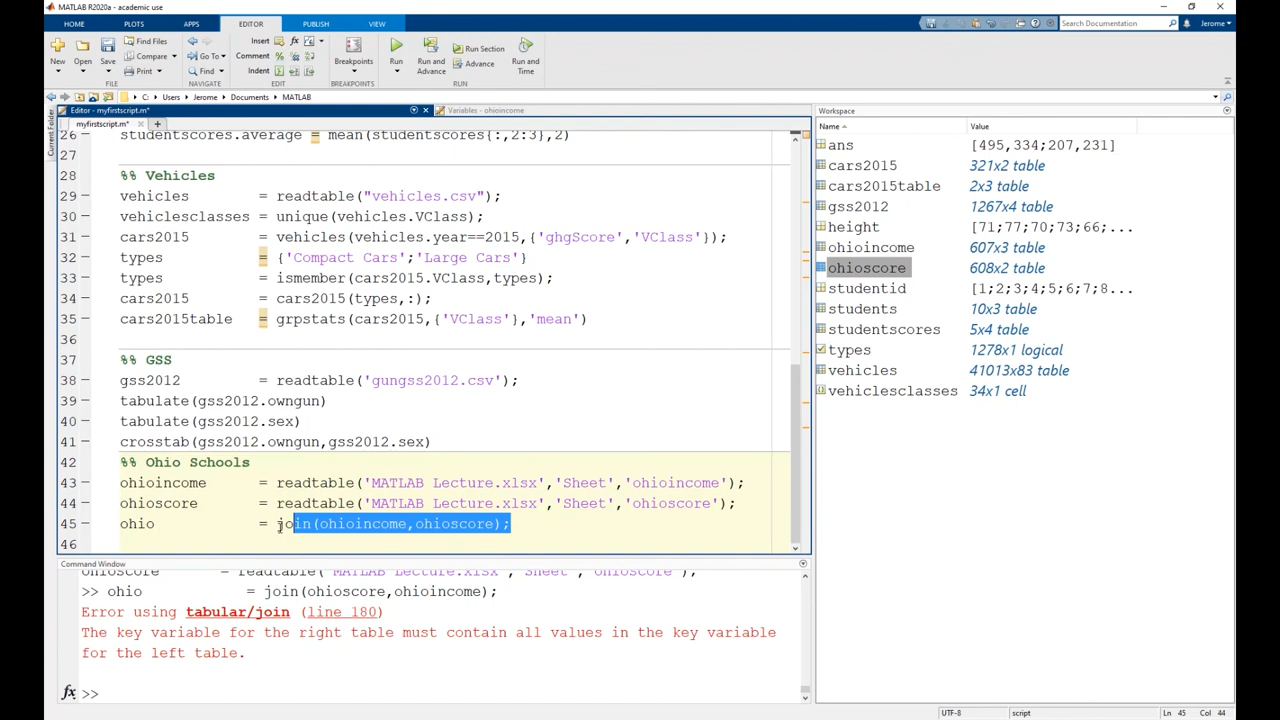 MATLAB R2020a - academic use
HOME PLOTS APPS EDITOR PUBLISH VIEW Search Documentation Jerome
New Open Save Find Files Compare Print Go To Find Insert Comment Indent fx Breakpoints Run Run and Advance Run Section Advance Run and Time
FILE NAVIGATE EDIT BREAKPOINTS RUN
C: Users Jerome Documents MATLAB
Current Folder
Editor - myfirstscript.m* Variables - ohioincome
myfirstscript.m*
26 studentscores.average = mean(studentscores{:,2:3},2)
27
28 %% Vehicles
29 vehicles = readtable("vehicles.csv");
30 vehiclesclasses = unique(vehicles.VClass);
31 cars2015 = vehicles(vehicles.year==2015,{'ghgScore','VClass'});
32 types = {'Compact Cars';'Large Cars'}
33 types = ismember(cars2015.VClass,types);
34 cars2015 = cars2015(types,:);
35 cars2015table = grpstats(cars2015,{'VClass'},'mean')
36
37 %% GSS
38 gss2012 = readtable('gungss2012.csv');
39 tabulate(gss2012.owngun)
40 tabulate(gss2012.sex)
41 crosstab(gss2012.owngun,gss2012.sex)
42 %% Ohio Schools
43 ohioincome = readtable('MATLAB Lecture.xlsx','Sheet','ohioincome');
44 ohioscore = readtable('MATLAB Lecture.xlsx','Sheet','ohioscore');
45 ohio = join(ohioincome,ohioscore);
46
Command Window
ohioscore = readtable('MATLAB Lecture.xlsx','Sheet','ohioscore');
>> ohio = join(ohioscore,ohioincome);
Error using tabular/join (line 180)
The key variable for the right table must contain all values in the key variable
for the left table.
fx >>
Workspace
Name Value
ans [495,334;207,231]
cars2015 321x2 table
cars2015table 2x3 table
gss2012 1267x4 table
height [71;77;70;73;66;...
ohioincome 607x3 table
ohioscore 608x2 table
studentid [1;2;3;4;5;6;7;8...
students 10x3 table
studentscores 5x4 table
types 1278x1 logical
vehicles 41013x83 table
vehiclesclasses 34x1 cell
UTF-8 script Ln 45 Col 44